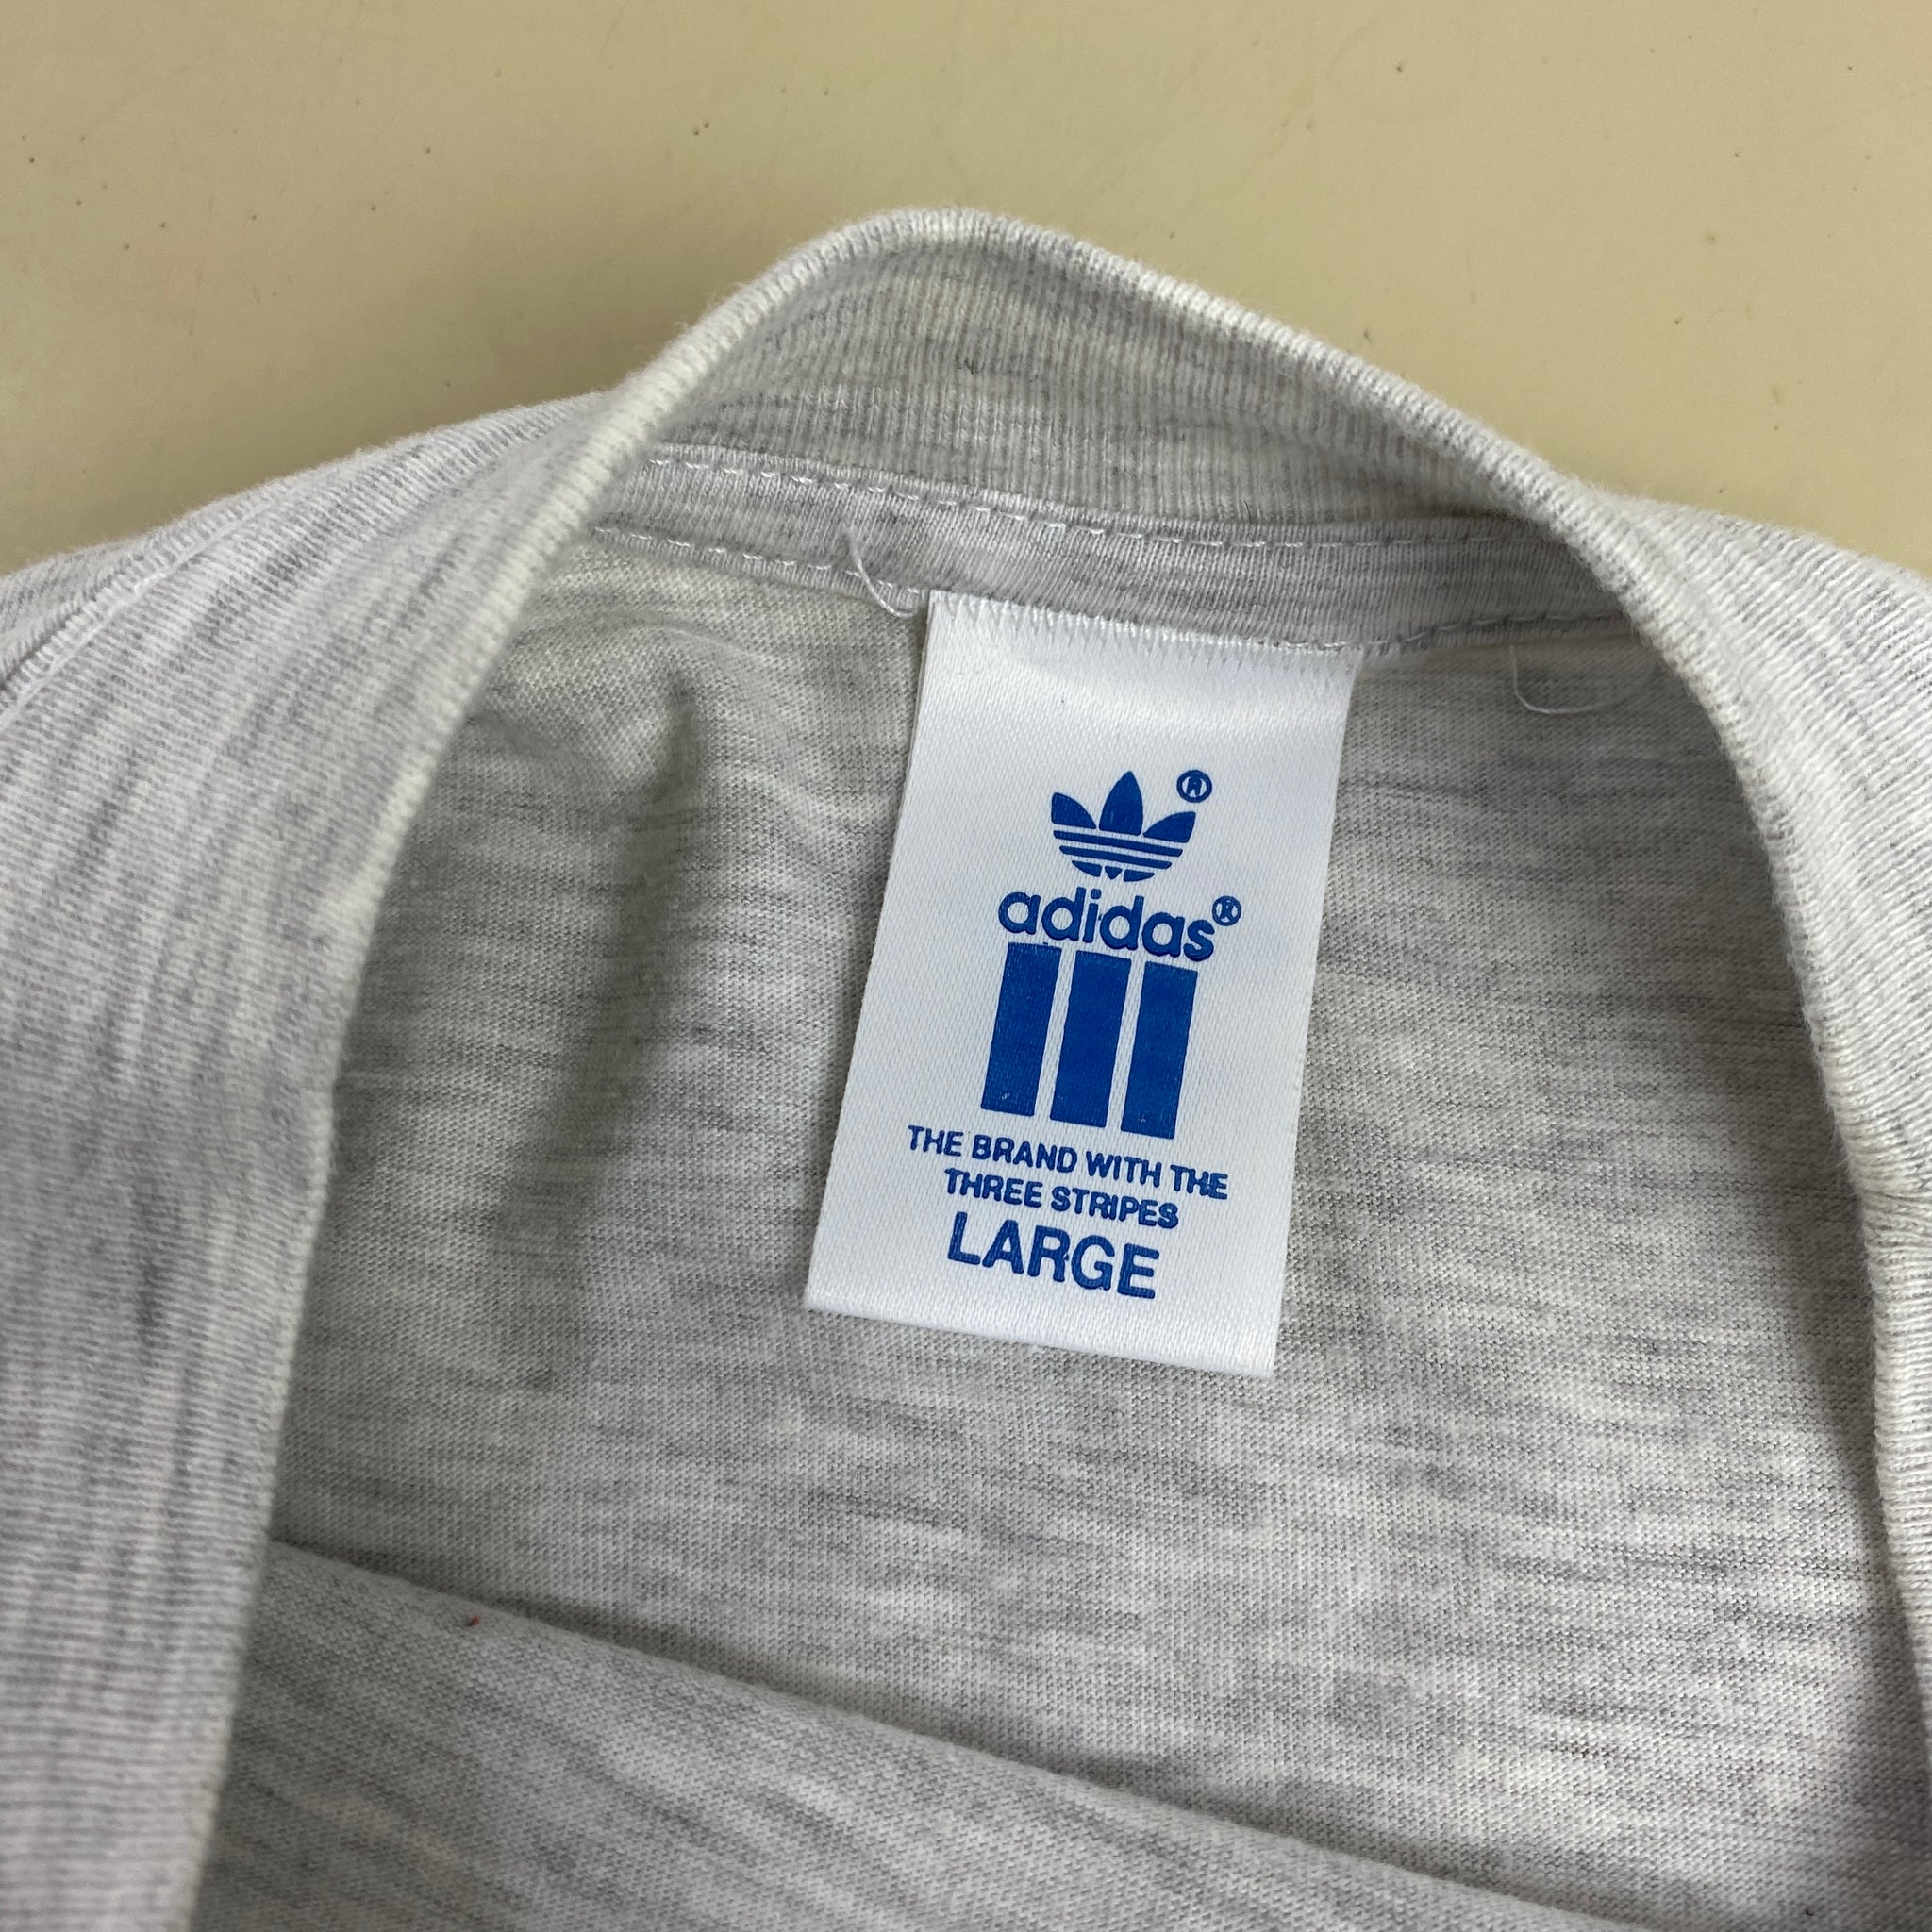 ®
adidas®
THE BRAND WITH THE
THREE STRIPES
LARGE